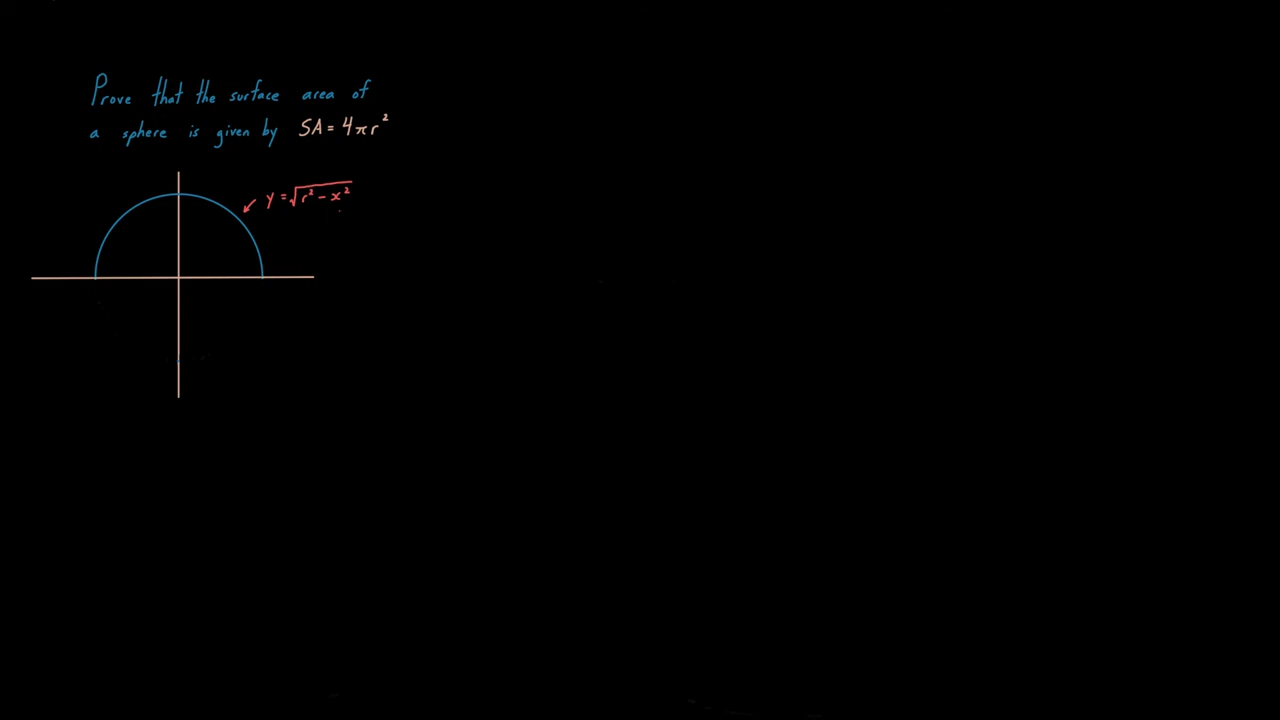 Prove that the surface area of
a sphere is given by SA = 4πr²
y = √(r² − x²)